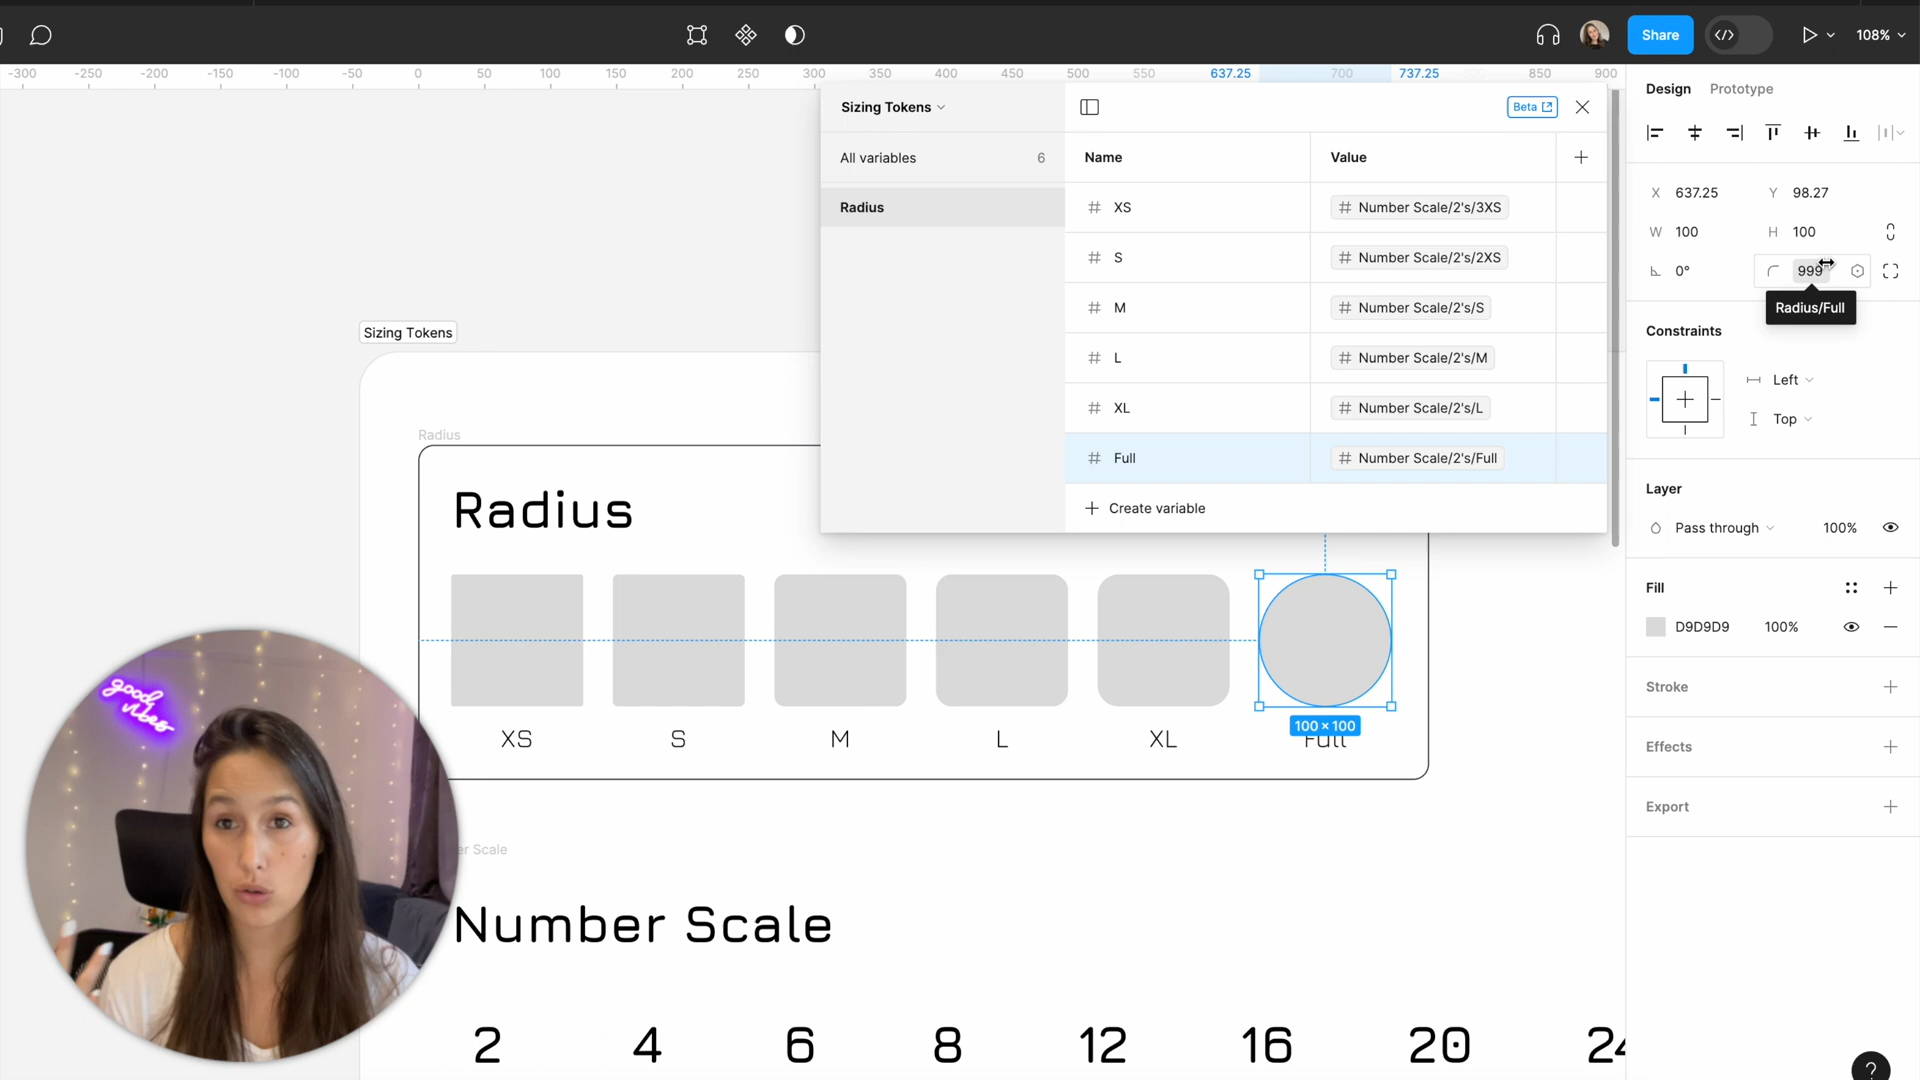 Share
108%
-300 -250 -200 -150 -100 -50 0 50 100 150 200 250 300 350 400 450 500 550 637.25 700 737.25 850 900
Design Prototype
Sizing Tokens
Beta
All variables 6
Radius
Name Value
XS Number Scale/2's/3XS
S Number Scale/2's/2XS
M Number Scale/2's/S
L Number Scale/2's/M
XL Number Scale/2's/L
Full Number Scale/2's/Full
Create variable
X 637.25 Y 98.27
W 100 H 100
0° 999
Radius/Full
Constraints
Left
Top
Layer
Pass through 100%
Fill
D9D9D9 100%
Stroke
Effects
Export
Sizing Tokens
Radius
Radius
100 × 100
XS S M L XL Full
er Scale
Number Scale
2 4 6 8 12 16 20 24
good
vibes
?